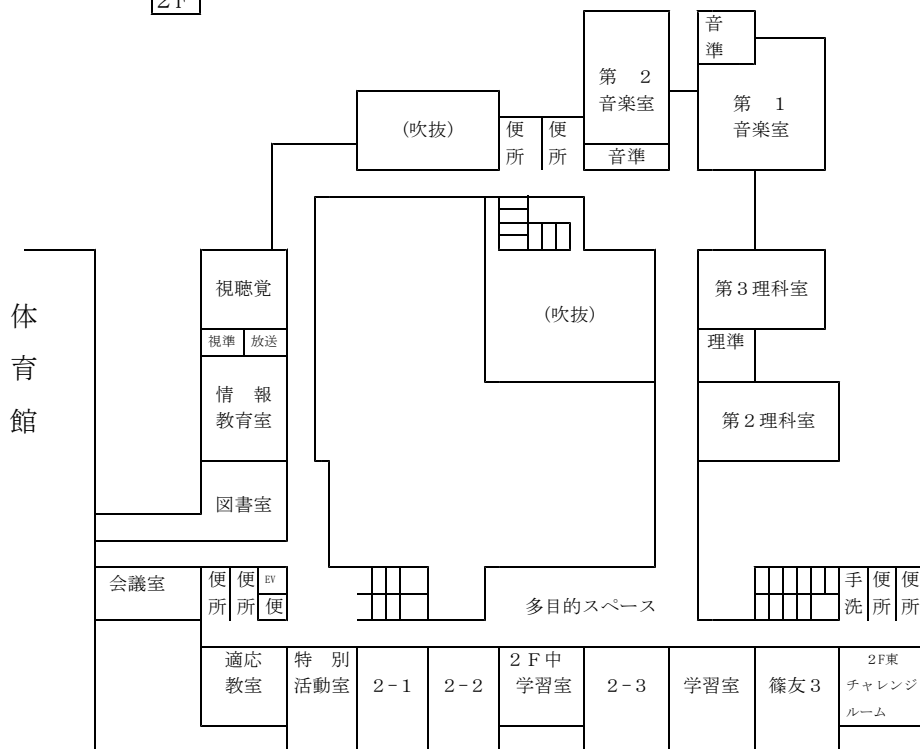 2F
音
準
第　2
音楽室
第　1
音楽室
(吹抜)
便
所
便
所
音準
視聴覚
(吹抜)
第３理科室
体
育
館
視準
放送
理準
情　報
教育室
第２理科室
図書室
会議室
便
所
便
所
EV
便
多目的スペース
手
洗
便
所
便
所
適応
教室
特　別
活動室
2-1
2-2
２Ｆ中
学習室
2-3
学習室
篠友３
2F東
チャレンジ
ルーム